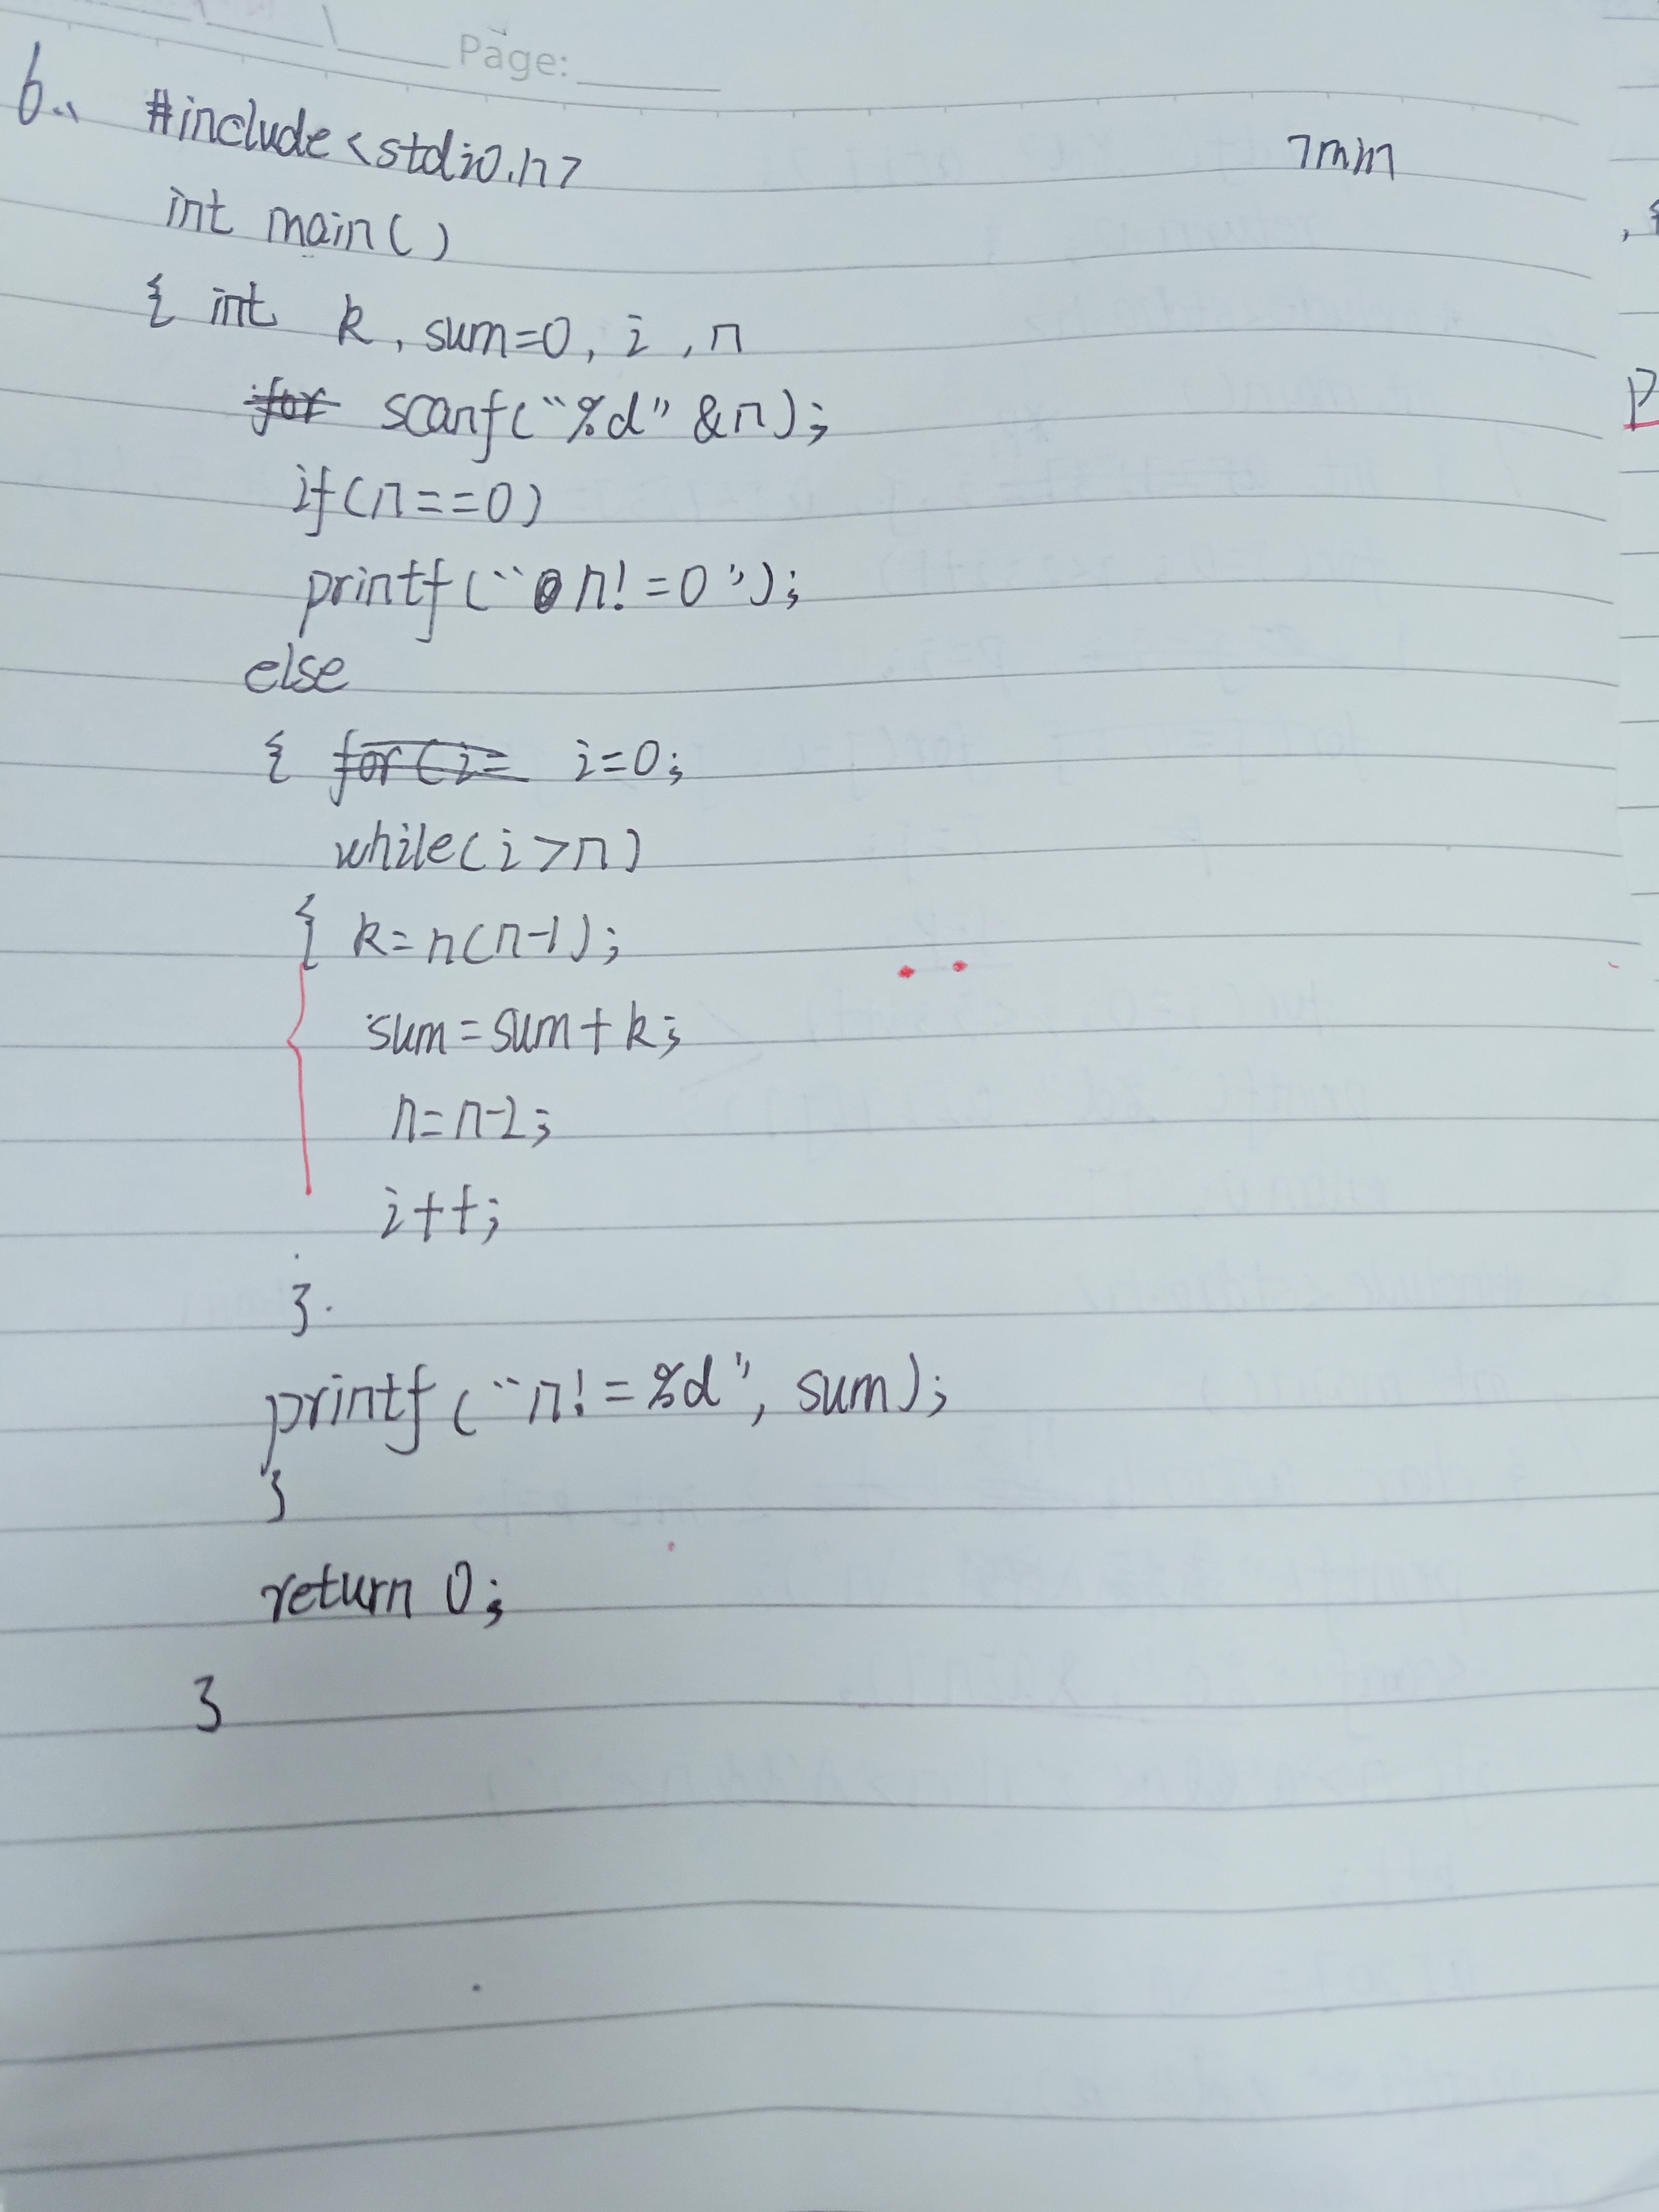 Page:
6..
#include<stdio.h>
7mm
int main()
{ int k, sum=0, i, n
for scanf("%d" &n);
if(n==0)
printf("n!=0");
else
{ for(i= i=0;
while(i>n)
{ k=n(n-1);
sum=sum+k;
n=n-2;
i++;
}
printf("n!=%d", sum);
}
return 0;
}